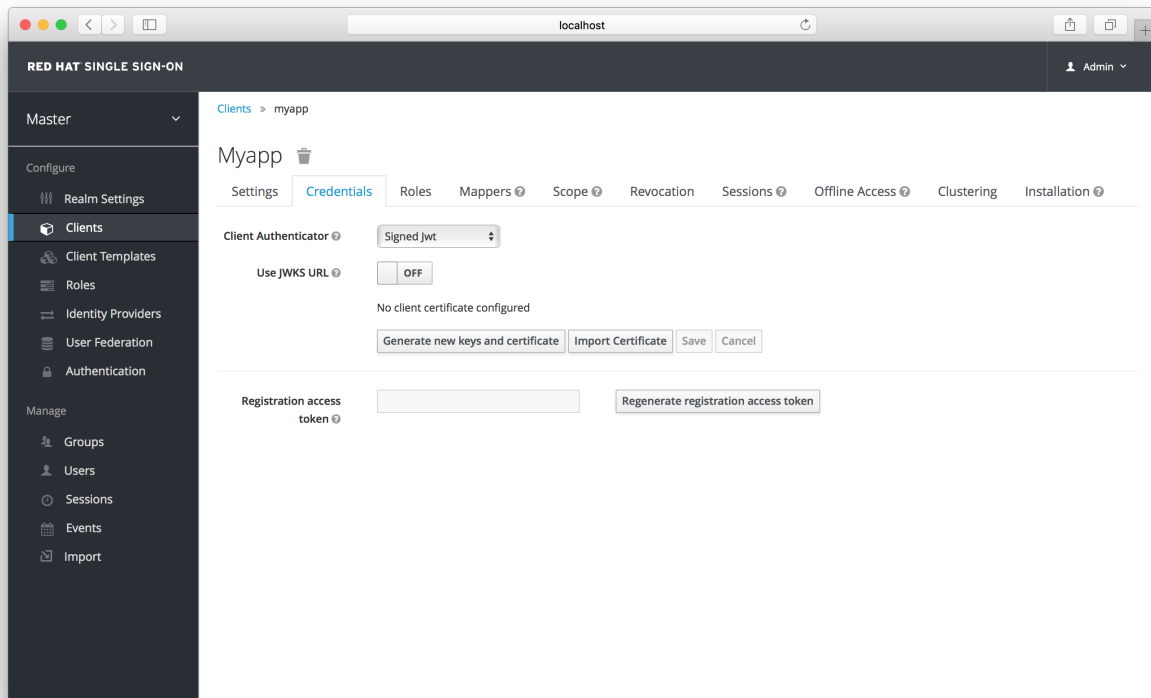 localhost
RED HAT SINGLE SIGN-ON
Admin
Master
Clients » myapp
Myapp
Configure
Realm Settings
Clients
Client Templates
Roles
Identity Providers
User Federation
Authentication
Manage
Groups
Users
Sessions
Events
Import
Settings Credentials Roles Mappers Scope Revocation Sessions Offline Access Clustering Installation
Client Authenticator Signed Jwt
Use JWKS URL OFF
No client certificate configured
Generate new keys and certificate Import Certificate Save Cancel
Registration access
token
Regenerate registration access token